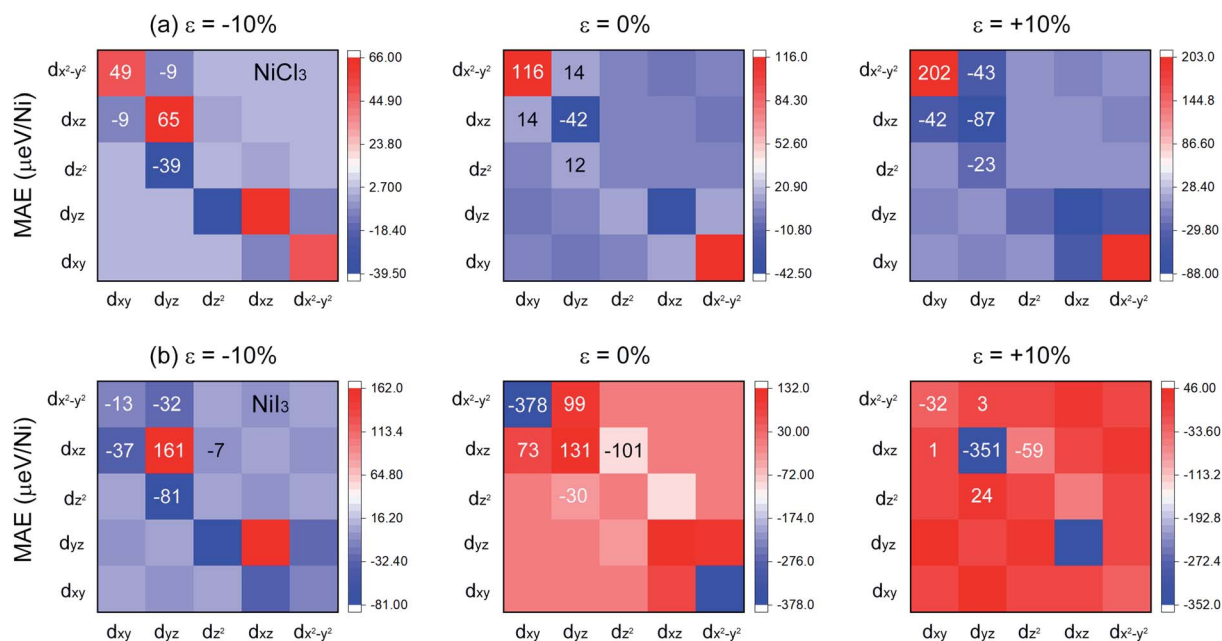 (a) ε = -10%
ε = 0%
ε = +10%
MAE (µeV/Ni)
dx²-y²
dxz
dz²
dyz
dxy
49 -9 NiCl₃
-9 65
-39
dxy dyz dz² dxz dx²-y²
66.00
44.90
23.80
2.700
-18.40
-39.50
116 14
14 -42
12
dxy dyz dz² dxz dx²-y²
116.0
84.30
52.60
20.90
-10.80
-42.50
dx²-y²
dxz
dz²
dyz
dxy
202 -43
-42 -87
-23
dxy dyz dz² dxz dx²-y²
203.0
144.8
86.60
28.40
-29.80
-88.00
(b) ε = -10%
ε = 0%
ε = +10%
MAE (µeV/Ni)
dx²-y²
dxz
dz²
dyz
dxy
-13 -32 NiI₃
-37 161 -7
-81
dxy dyz dz² dxz dx²-y²
162.0
113.4
64.80
16.20
-32.40
-81.00
dx²-y²
dxz
dz²
dyz
dxy
-378 99
73 131 -101
-30
dxy dyz dz² dxz dx²-y²
132.0
30.00
-72.00
-174.0
-276.0
-378.0
dx²-y²
dxz
dz²
dyz
dxy
-32 3
1 -351 -59
24
dxy dyz dz² dxz dx²-y²
46.00
-33.60
-113.2
-192.8
-272.4
-352.0